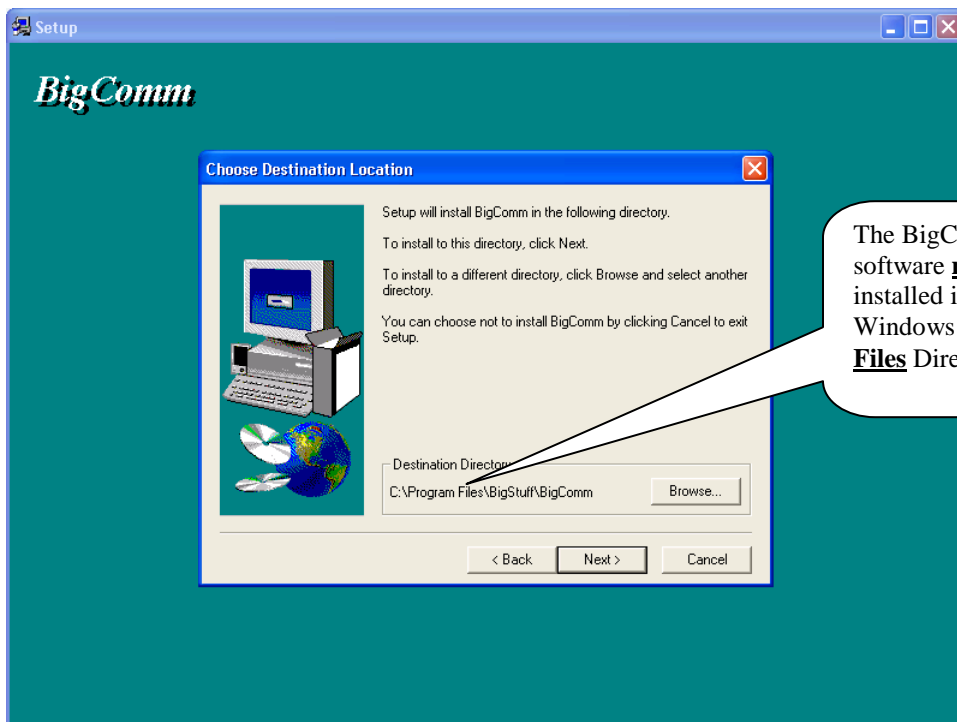 Setup
BigComm
Choose Destination Location
Setup will install BigComm in the following directory.
To install to this directory, click Next.
To install to a different directory, click Browse and select another
directory.
You can choose not to install BigComm by clicking Cancel to exit
Setup.
Destination Directory
C:\Program Files\BigStuff\BigComm
Browse...
< Back
Next >
Cancel
The BigC
software
installed i
Windows
Files Dire